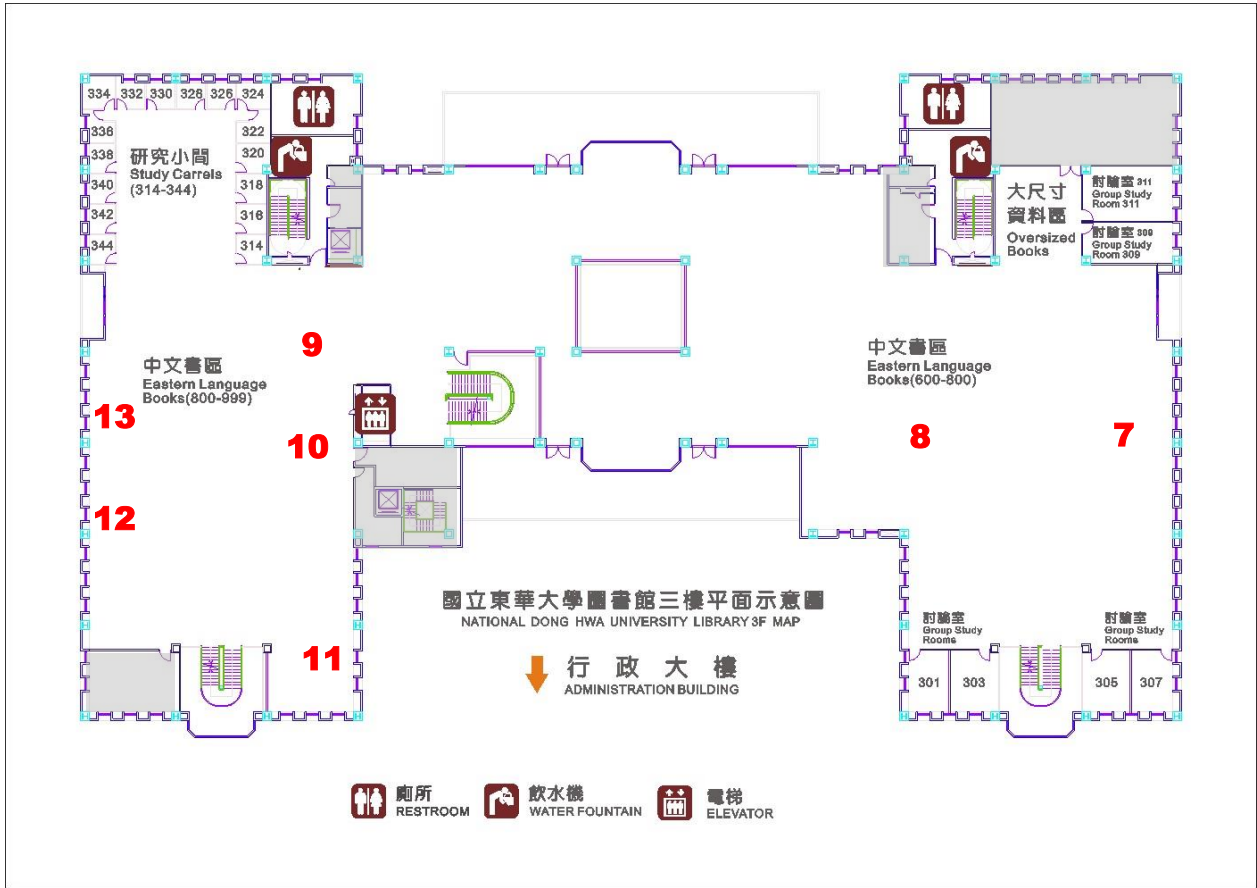 334 332 330 328 326 324
336
338
340
342
344
322
320
318
316
314
研究小間
Study Carrels
(314-344)
大尺寸
資料區
Oversized
Books
討論室 311
Group Study
Room 311
討論室 309
Group Study
Room 309
9
中文書區
Eastern Language
Books(800-999)
13
10
12
11
中文書區
Eastern Language
Books(600-800)
8
7
國立東華大學圖書館三樓平面示意圖
NATIONAL DONG HWA UNIVERSITY LIBRARY 3F MAP
行政大樓
ADMINISTRATION BUILDING
討論室
Group Study
Rooms
討論室
Group Study
Rooms
301 303 305 307
廁所
RESTROOM
飲水機
WATER FOUNTAIN
電梯
ELEVATOR